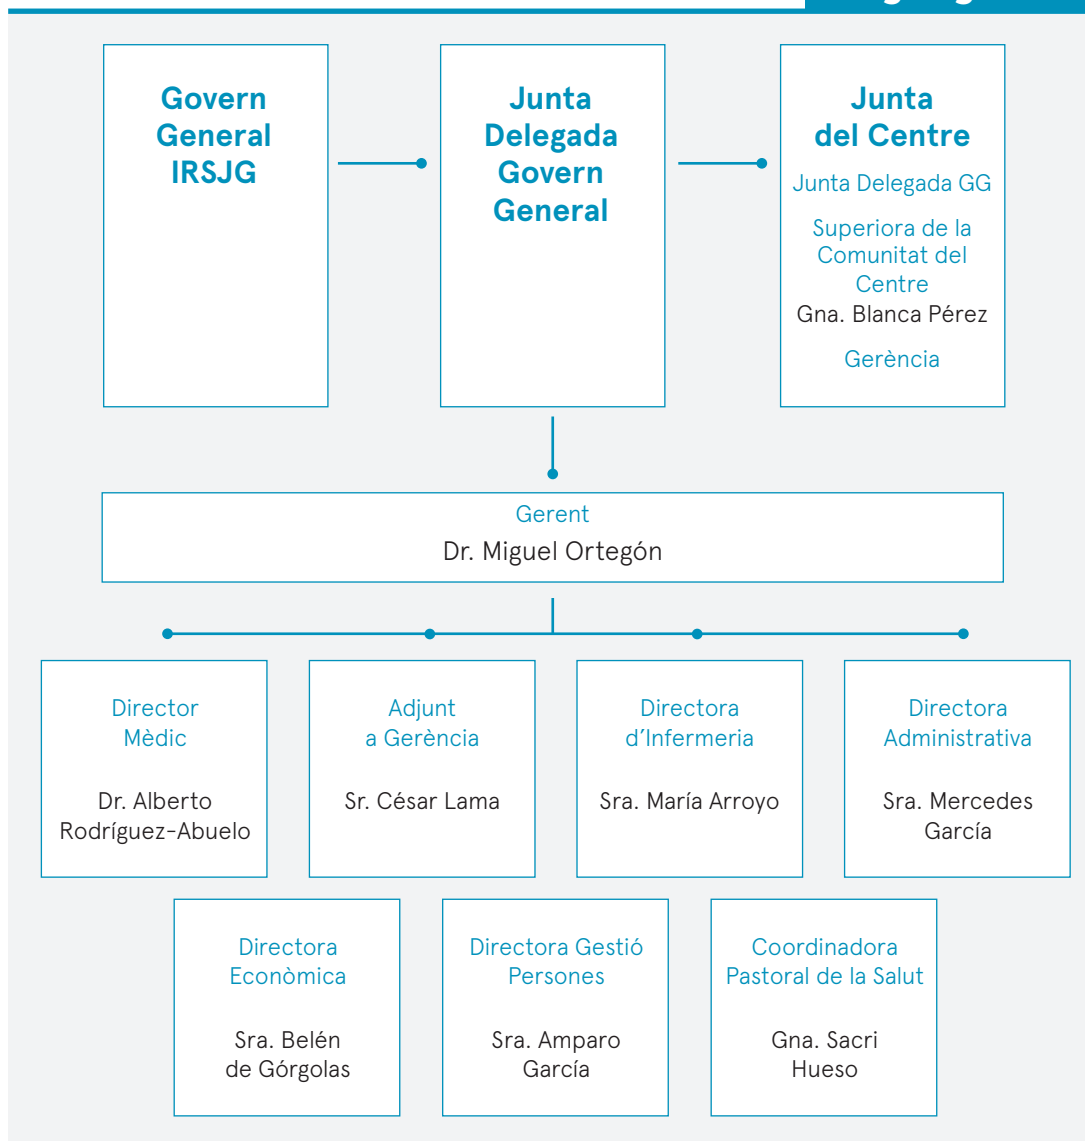 Govern
General
IRSJG
Junta
Delegada
Govern
General
Junta
del Centre
Junta Delegada GG
Superiora de la
Comunitat del
Centre
Gna. Blanca Pérez
Gerència
Gerent
Dr. Miguel Ortegón
Director
Mèdic
Dr. Alberto
Rodríguez-Abuelo
Adjunt
a Gerència
Sr. César Lama
Directora
d’Infermeria
Sra. María Arroyo
Directora
Administrativa
Sra. Mercedes
García
Directora
Econòmica
Sra. Belén
de Górgolas
Directora Gestió
Persones
Sra. Amparo
García
Coordinadora
Pastoral de la Salut
Gna. Sacri
Hueso